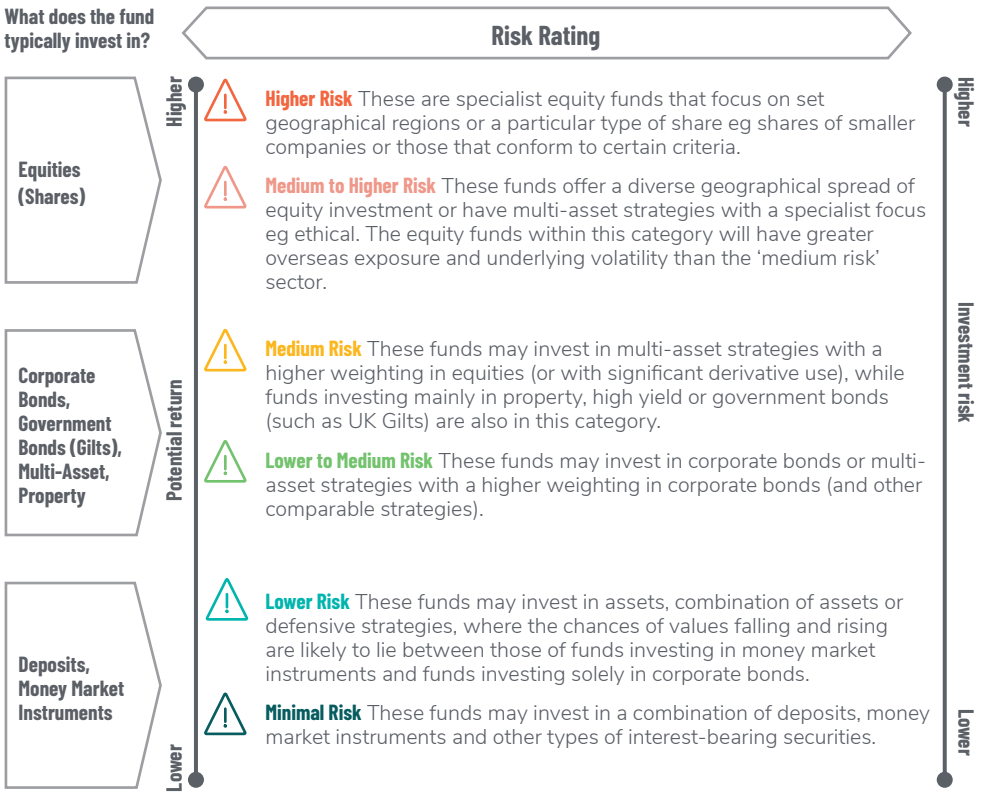 What does the fund
typically invest in?
Risk Rating
Equities
(Shares)
Corporate
Bonds,
Government
Bonds (Gilts),
Multi-Asset,
Property
Deposits,
Money Market
Instruments
Higher
Potential return
Lower
Higher Risk These are specialist equity funds that focus on set
geographical regions or a particular type of share eg shares of smaller
companies or those that conform to certain criteria.
Medium to Higher Risk These funds offer a diverse geographical spread of
equity investment or have multi-asset strategies with a specialist focus
eg ethical. The equity funds within this category will have greater
overseas exposure and underlying volatility than the ‘medium risk’
sector.
Medium Risk These funds may invest in multi-asset strategies with a
higher weighting in equities (or with significant derivative use), while
funds investing mainly in property, high yield or government bonds
(such as UK Gilts) are also in this category.
Lower to Medium Risk These funds may invest in corporate bonds or multi-
asset strategies with a higher weighting in corporate bonds (and other
comparable strategies).
Lower Risk These funds may invest in assets, combination of assets or
defensive strategies, where the chances of values falling and rising
are likely to lie between those of funds investing in money market
instruments and funds investing solely in corporate bonds.
Minimal Risk These funds may invest in a combination of deposits, money
market instruments and other types of interest-bearing securities.
Higher
Investment risk
Lower